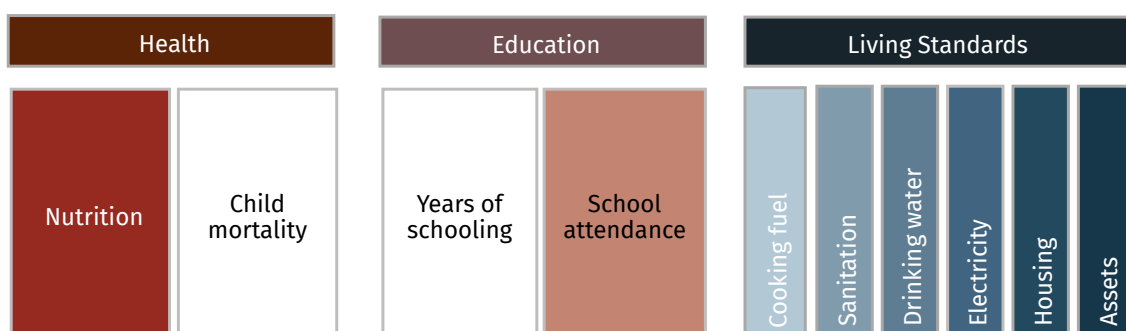 Health
Education
Living Standards
Nutrition
Child
mortality
Years of
schooling
School
attendance
Cooking fuel
Sanitation
Drinking water
Electricity
Housing
Assets